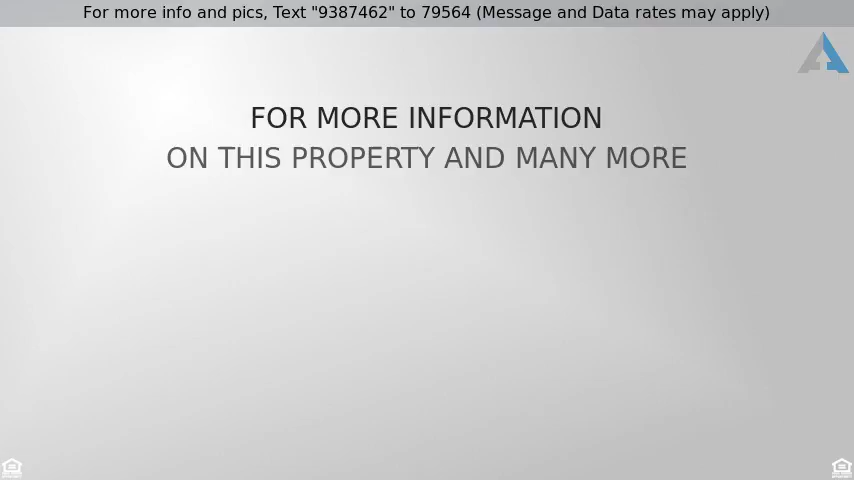 For more info and pics, Text "9387462" to 79564 (Message and Data rates may apply)
FOR MORE INFORMATION
ON THIS PROPERTY AND MANY MORE